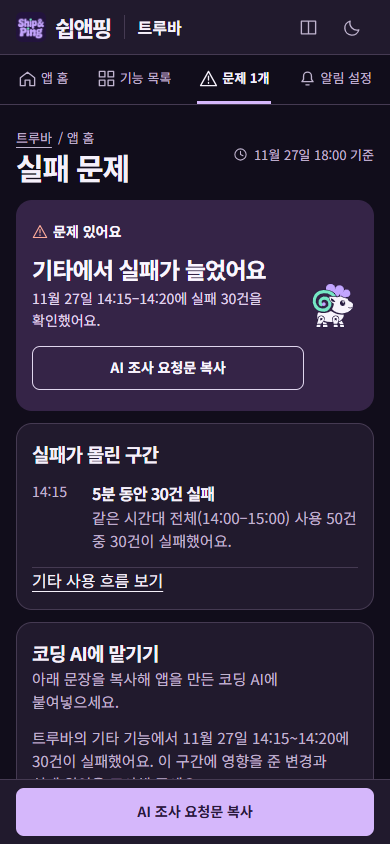 Ship&
Ping
쉽앤핑
트루바
앱 홈
기능 목록
문제 1개
알림 설정
트루바 / 앱 홈
실패 문제
11월 27일 18:00 기준
문제 있어요
기타에서 실패가 늘었어요
11월 27일 14:15–14:20에 실패 30건을
확인했어요.
AI 조사 요청문 복사
실패가 몰린 구간
14:15
5분 동안 30건 실패
같은 시간대 전체(14:00–15:00) 사용 50건
중 30건이 실패했어요.
기타 사용 흐름 보기
코딩 AI에 맡기기
아래 문장을 복사해 앱을 만든 코딩 AI에
붙여넣으세요.
트루바의 기타 기능에서 11월 27일 14:15~14:20에
30건이 실패했어요. 이 구간에 영향을 준 변경과
AI 조사 요청문 복사